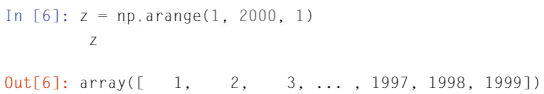 In [6]: z = np.arange(1, 2000, 1)
z
Out[6]: array([ 1, 2, 3, ... , 1997, 1998, 1999])